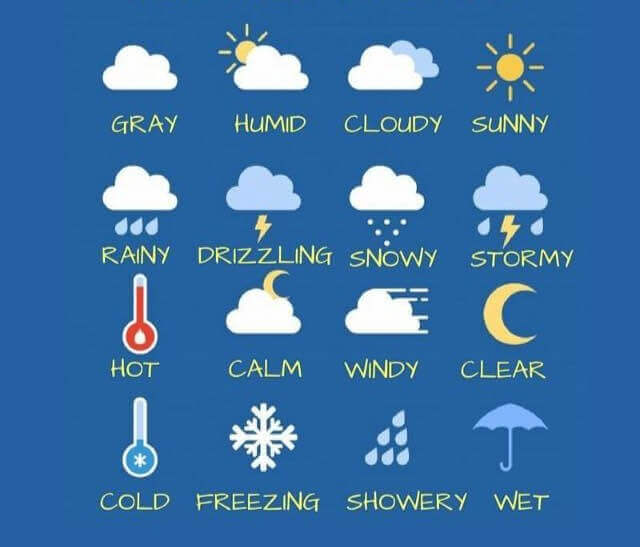 GRAY HUMID CLOUDY SUNNY
RAINY DRIZZLING SNOWY STORMY
HOT CALM WINDY CLEAR
COLD FREEZING SHOWERY WET